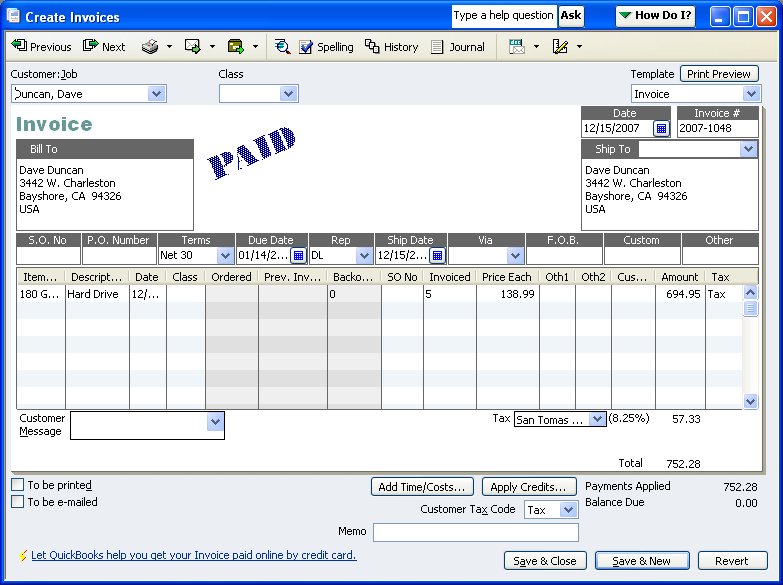 Create Invoices
Type a help question Ask
How Do I?
Previous Next Spelling History Journal
Customer:Job Class Template Print Preview
Duncan, Dave Invoice
Invoice
PAID
Date Invoice #
12/15/2007 2007-1048
Bill To Ship To
Dave Duncan Dave Duncan
3442 W. Charleston 3442 W. Charleston
Bayshore, CA 94326 Bayshore, CA 94326
USA USA
S.O. No P.O. Number Terms Due Date Rep Ship Date Via F.O.B. Custom Other
Net 30 01/14/2... DL 12/15/2...
Item... Descript... Date Class Ordered Prev. Inv... Backo... SO No Invoiced Price Each Oth1 Oth2 Cus... Amount Tax
180 G... Hard Drive 12/... 0 5 138.99 694.95 Tax
Customer Message
Tax San Tomas ... (8.25%) 57.33
Total 752.28
To be printed
To be e-mailed
Add Time/Costs... Apply Credits... Payments Applied 752.28
Customer Tax Code Tax Balance Due 0.00
Memo
Let QuickBooks help you get your Invoice paid online by credit card.
Save & Close Save & New Revert